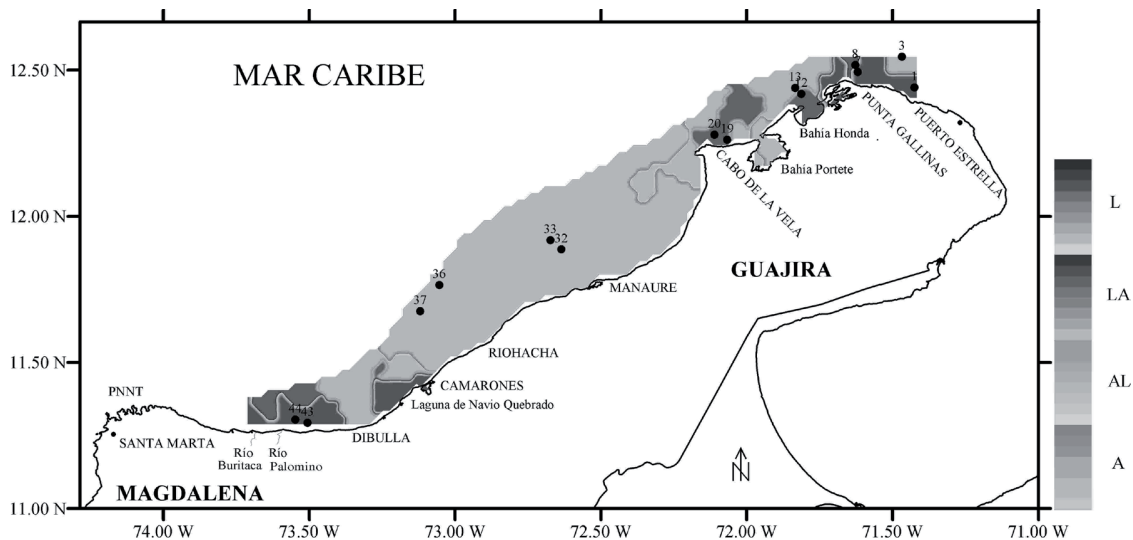 MAR CARIBE
12.50 N
12.00 N
11.50 N
11.00 N
3
8
1
13
12
20
19
33
32
36
37
44
43
PUNTA GALLINAS
PUERTO ESTRELLA
Bahía Honda
Bahía Portete
CABO DE LA VELA
GUAJIRA
MANAURE
RIOHACHA
CAMARONES
Laguna de Navio Quebrado
DIBULLA
PNNT
SANTA MARTA
Río
Buritaca
Río
Palomino
MAGDALENA
N
L
LA
AL
A
74.00 W
73.50 W
73.00 W
72.50 W
72.00 W
71.50 W
71.00 W